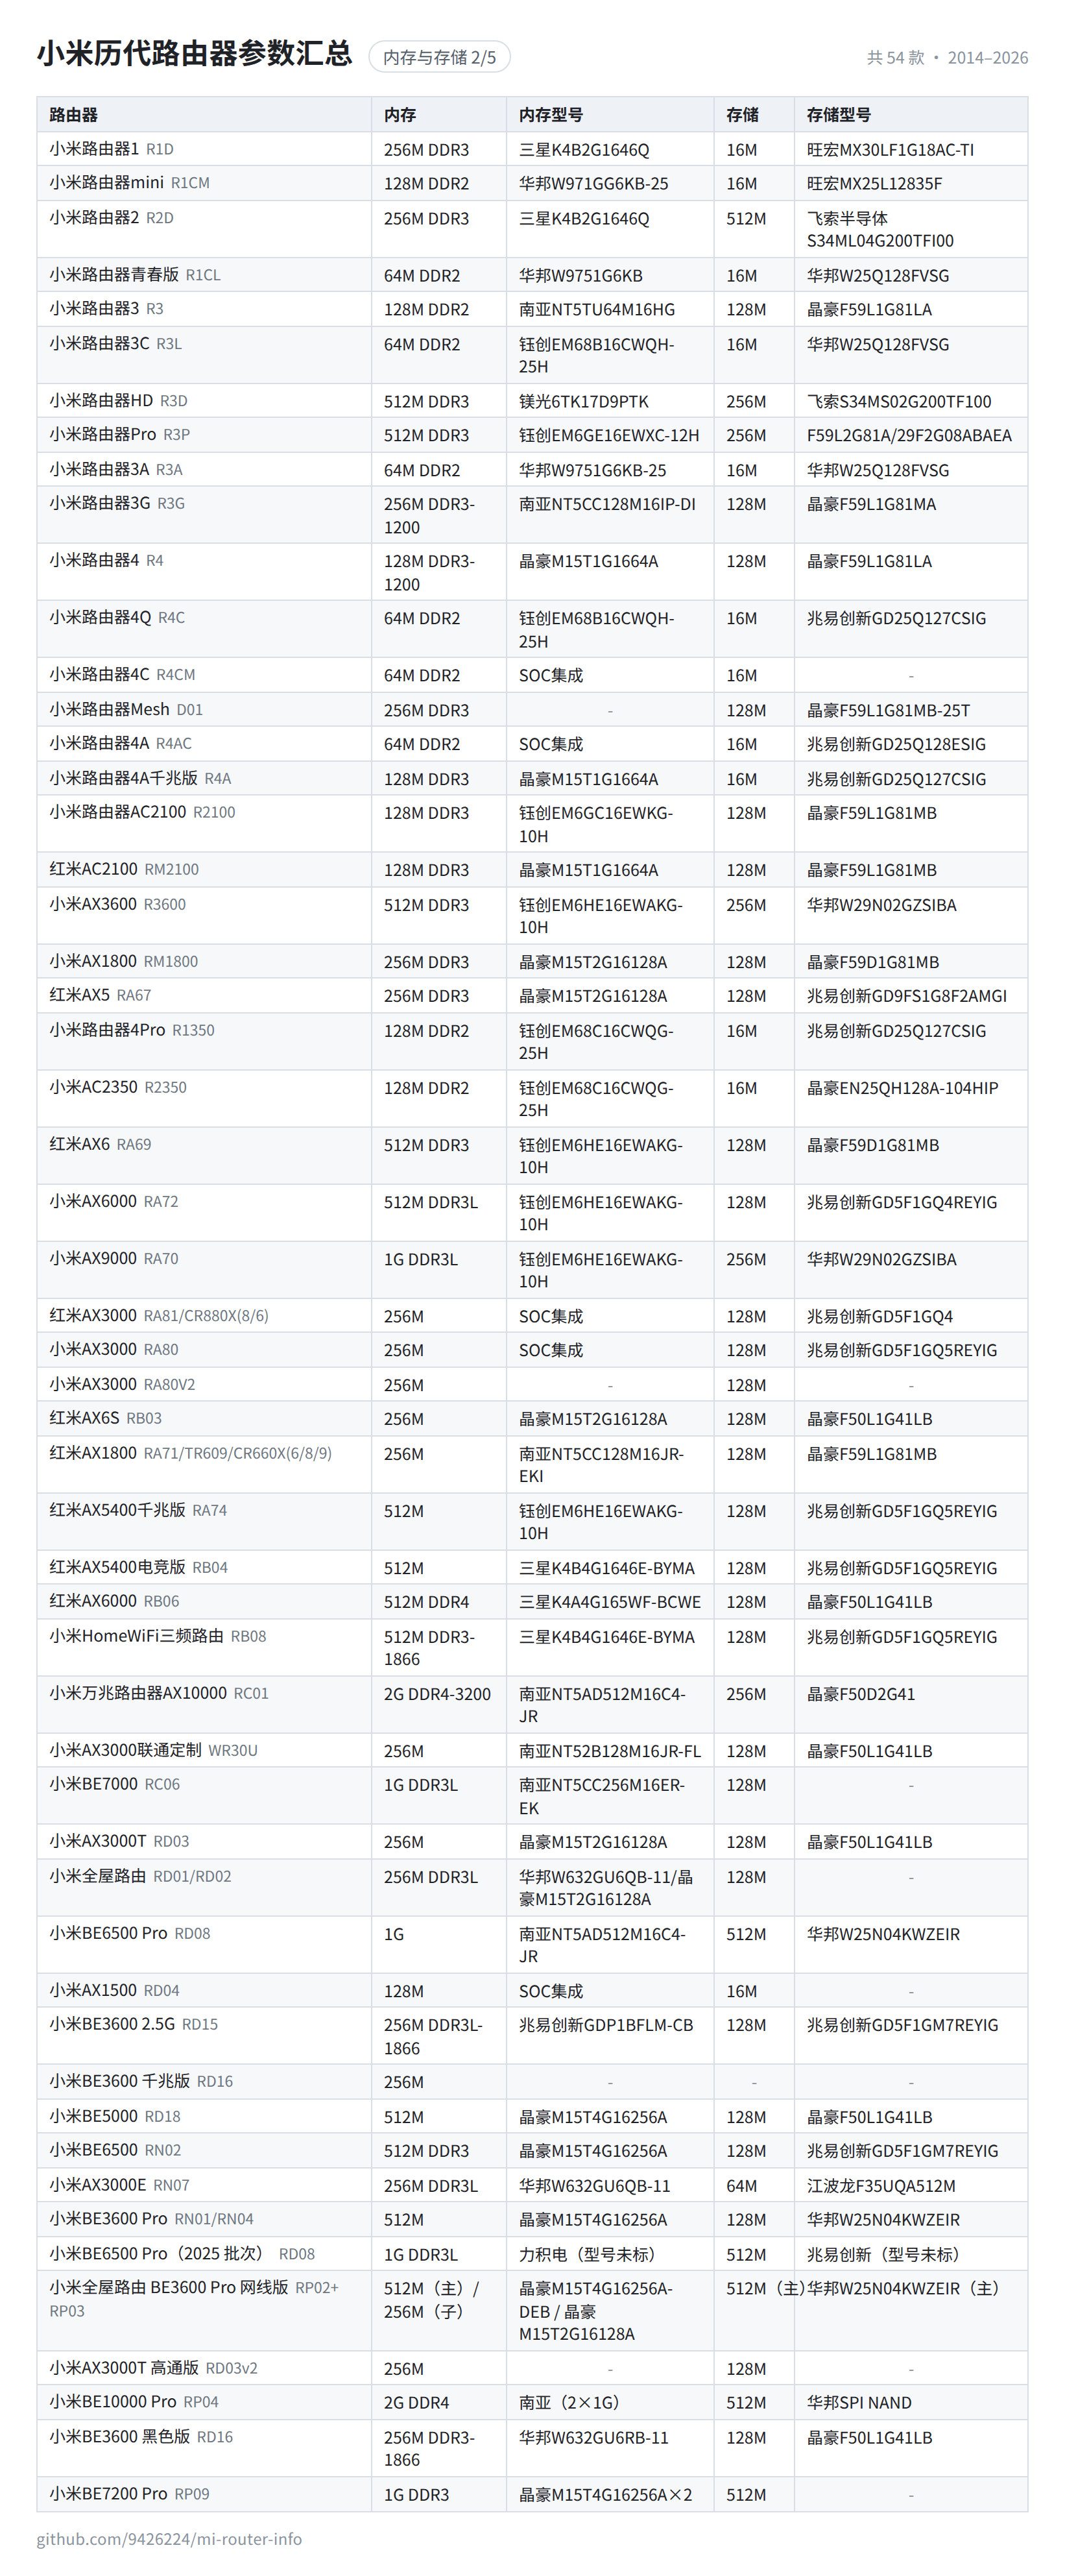 小米历代路由器参数汇总 内存与存储 2/5 共 54 款 · 2014–2026
路由器 内存 内存型号 存储 存储型号
小米路由器1 R1D 256M DDR3 三星K4B2G1646Q 16M 旺宏MX30LF1G18AC-TI
小米路由器mini R1CM 128M DDR2 华邦W971GG6KB-25 16M 旺宏MX25L12835F
小米路由器2 R2D 256M DDR3 三星K4B2G1646Q 512M 飞索半导体
S34ML04G200TFI00
小米路由器青春版 R1CL 64M DDR2 华邦W9751G6KB 16M 华邦W25Q128FVSG
小米路由器3 R3 128M DDR2 南亚NT5TU64M16HG 128M 晶豪F59L1G81LA
小米路由器3C R3L 64M DDR2 钰创EM68B16CWQH- 16M 华邦W25Q128FVSG
25H
小米路由器HD R3D 512M DDR3 镁光6TK17D9PTK 256M 飞索S34MS02G200TF100
小米路由器Pro R3P 512M DDR3 钰创EM6GE16EWXC-12H 256M F59L2G81A/29F2G08ABAEA
小米路由器3A R3A 64M DDR2 华邦W9751G6KB-25 16M 华邦W25Q128FVSG
小米路由器3G R3G 256M DDR3- 南亚NT5CC128M16IP-DI 128M 晶豪F59L1G81MA
1200
小米路由器4 R4 128M DDR3- 晶豪M15T1G1664A 128M 晶豪F59L1G81LA
1200
小米路由器4Q R4C 64M DDR2 钰创EM68B16CWQH- 16M 兆易创新GD25Q127CSIG
25H
小米路由器4C R4CM 64M DDR2 SOC集成 16M -
小米路由器Mesh D01 256M DDR3 - 128M 晶豪F59L1G81MB-25T
小米路由器4A R4AC 64M DDR2 SOC集成 16M 兆易创新GD25Q128ESIG
小米路由器4A千兆版 R4A 128M DDR3 晶豪M15T1G1664A 16M 兆易创新GD25Q127CSIG
小米路由器AC2100 R2100 128M DDR3 钰创EM6GC16EWKG- 128M 晶豪F59L1G81MB
10H
红米AC2100 RM2100 128M DDR3 晶豪M15T1G1664A 128M 晶豪F59L1G81MB
小米AX3600 R3600 512M DDR3 钰创EM6HE16EWAKG- 256M 华邦W29N02GZSIBA
10H
小米AX1800 RM1800 256M DDR3 晶豪M15T2G16128A 128M 晶豪F59D1G81MB
红米AX5 RA67 256M DDR3 晶豪M15T2G16128A 128M 兆易创新GD9FS1G8F2AMGI
小米路由器4Pro R1350 128M DDR2 钰创EM68C16CWQG- 16M 兆易创新GD25Q127CSIG
25H
小米AC2350 R2350 128M DDR2 钰创EM68C16CWQG- 16M 晶豪EN25QH128A-104HIP
25H
红米AX6 RA69 512M DDR3 钰创EM6HE16EWAKG- 128M 晶豪F59D1G81MB
10H
小米AX6000 RA72 512M DDR3L 钰创EM6HE16EWAKG- 128M 兆易创新GD5F1GQ4REYIG
10H
小米AX9000 RA70 1G DDR3L 钰创EM6HE16EWAKG- 256M 华邦W29N02GZSIBA
10H
红米AX3000 RA81/CR880X(8/6) 256M SOC集成 128M 兆易创新GD5F1GQ4
小米AX3000 RA80 256M SOC集成 128M 兆易创新GD5F1GQ5REYIG
小米AX3000 RA80V2 256M - 128M -
红米AX6S RB03 256M 晶豪M15T2G16128A 128M 晶豪F50L1G41LB
红米AX1800 RA71/TR609/CR660X(6/8/9) 256M 南亚NT5CC128M16JR- 128M 晶豪F59L1G81MB
EKI
红米AX5400千兆版 RA74 512M 钰创EM6HE16EWAKG- 128M 兆易创新GD5F1GQ5REYIG
10H
红米AX5400电竞版 RB04 512M 三星K4B4G1646E-BYMA 128M 兆易创新GD5F1GQ5REYIG
红米AX6000 RB06 512M DDR4 三星K4A4G165WF-BCWE 128M 晶豪F50L1G41LB
小米HomeWiFi三频路由 RB08 512M DDR3- 三星K4B4G1646E-BYMA 128M 兆易创新GD5F1GQ5REYIG
1866
小米万兆路由器AX10000 RC01 2G DDR4-3200 南亚NT5AD512M16C4- 256M 晶豪F50D2G41
JR
小米AX3000联通定制 WR30U 256M 南亚NT52B128M16JR-FL 128M 晶豪F50L1G41LB
小米BE7000 RC06 1G DDR3L 南亚NT5CC256M16ER- 128M -
EK
小米AX3000T RD03 256M 晶豪M15T2G16128A 128M 晶豪F50L1G41LB
小米全屋路由 RD01/RD02 256M DDR3L 华邦W632GU6QB-11/晶 128M -
豪M15T2G16128A
小米BE6500 Pro RD08 1G 南亚NT5AD512M16C4- 512M 华邦W25N04KWZEIR
JR
小米AX1500 RD04 128M SOC集成 16M -
小米BE3600 2.5G RD15 256M DDR3L- 兆易创新GDP1BFLM-CB 128M 兆易创新GD5F1GM7REYIG
1866
小米BE3600 千兆版 RD16 256M - - -
小米BE5000 RD18 512M 晶豪M15T4G16256A 128M 晶豪F50L1G41LB
小米BE6500 RN02 512M DDR3 晶豪M15T4G16256A 128M 兆易创新GD5F1GM7REYIG
小米AX3000E RN07 256M DDR3L 华邦W632GU6QB-11 64M 江波龙F35UQA512M
小米BE3600 Pro RN01/RN04 512M 晶豪M15T4G16256A 128M 华邦W25N04KWZEIR
小米BE6500 Pro（2025 批次） RD08 1G DDR3L 力积电（型号未标） 512M 兆易创新（型号未标）
小米全屋路由 BE3600 Pro 网线版 RP02+ 512M（主）/ 晶豪M15T4G16256A- 512M（主） 华邦W25N04KWZEIR（主）
RP03 256M（子） DEB / 晶豪
M15T2G16128A
小米AX3000T 高通版 RD03v2 256M - 128M -
小米BE10000 Pro RP04 2G DDR4 南亚（2×1G） 512M 华邦SPI NAND
小米BE3600 黑色版 RD16 256M DDR3- 华邦W632GU6RB-11 128M 晶豪F50L1G41LB
1866
小米BE7200 Pro RP09 1G DDR3 晶豪M15T4G16256A×2 512M -
github.com/9426224/mi-router-info